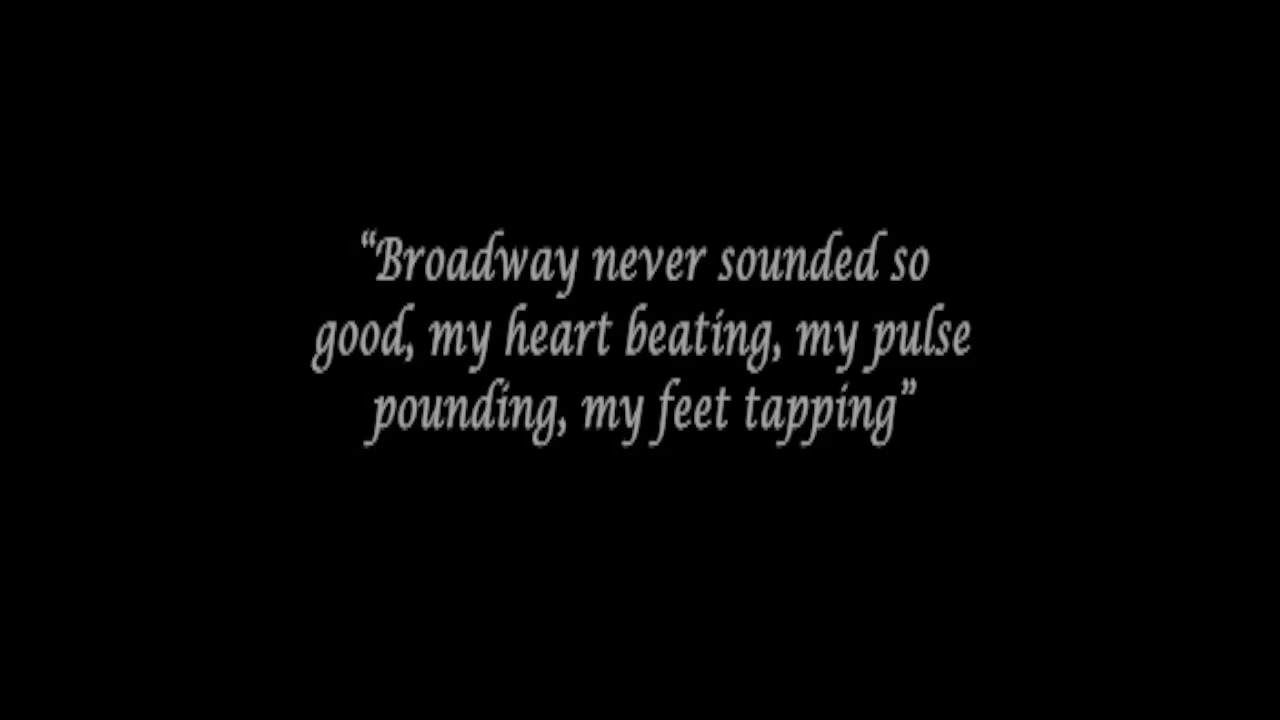 “Broadway never sounded so
good, my heart beating, my pulse
pounding, my feet tapping”